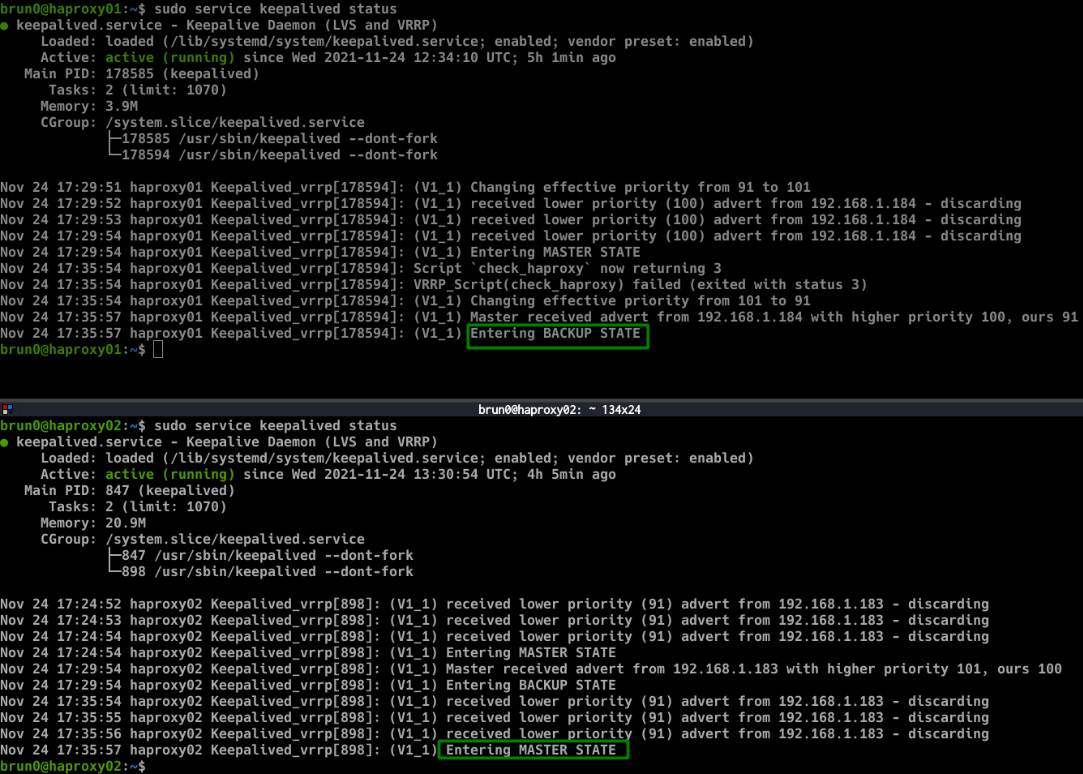 brun0@haproxy01:~$ sudo service keepalived status
● keepalived.service - Keepalive Daemon (LVS and VRRP)
     Loaded: loaded (/lib/systemd/system/keepalived.service; enabled; vendor preset: enabled)
     Active: active (running) since Wed 2021-11-24 12:34:10 UTC; 5h 1min ago
   Main PID: 178585 (keepalived)
      Tasks: 2 (limit: 1070)
     Memory: 3.9M
     CGroup: /system.slice/keepalived.service
             ├─178585 /usr/sbin/keepalived --dont-fork
             └─178594 /usr/sbin/keepalived --dont-fork
Nov 24 17:29:51 haproxy01 Keepalived_vrrp[178594]: (V1_1) Changing effective priority from 91 to 101
Nov 24 17:29:52 haproxy01 Keepalived_vrrp[178594]: (V1_1) received lower priority (100) advert from 192.168.1.184 - discarding
Nov 24 17:29:53 haproxy01 Keepalived_vrrp[178594]: (V1_1) received lower priority (100) advert from 192.168.1.184 - discarding
Nov 24 17:29:54 haproxy01 Keepalived_vrrp[178594]: (V1_1) received lower priority (100) advert from 192.168.1.184 - discarding
Nov 24 17:29:54 haproxy01 Keepalived_vrrp[178594]: (V1_1) Entering MASTER STATE
Nov 24 17:35:54 haproxy01 Keepalived_vrrp[178594]: Script `check_haproxy` now returning 3
Nov 24 17:35:54 haproxy01 Keepalived_vrrp[178594]: VRRP_Script(check_haproxy) failed (exited with status 3)
Nov 24 17:35:54 haproxy01 Keepalived_vrrp[178594]: (V1_1) Changing effective priority from 101 to 91
Nov 24 17:35:57 haproxy01 Keepalived_vrrp[178594]: (V1_1) Master received advert from 192.168.1.184 with higher priority 100, ours 91
Nov 24 17:35:57 haproxy01 Keepalived_vrrp[178594]: (V1_1) Entering BACKUP STATE
brun0@haproxy01:~$
brun0@haproxy02: ~ 134x24
brun0@haproxy02:~$ sudo service keepalived status
● keepalived.service - Keepalive Daemon (LVS and VRRP)
     Loaded: loaded (/lib/systemd/system/keepalived.service; enabled; vendor preset: enabled)
     Active: active (running) since Wed 2021-11-24 13:30:54 UTC; 4h 5min ago
   Main PID: 847 (keepalived)
      Tasks: 2 (limit: 1070)
     Memory: 20.9M
     CGroup: /system.slice/keepalived.service
             ├─847 /usr/sbin/keepalived --dont-fork
             └─898 /usr/sbin/keepalived --dont-fork
Nov 24 17:24:52 haproxy02 Keepalived_vrrp[898]: (V1_1) received lower priority (91) advert from 192.168.1.183 - discarding
Nov 24 17:24:53 haproxy02 Keepalived_vrrp[898]: (V1_1) received lower priority (91) advert from 192.168.1.183 - discarding
Nov 24 17:24:54 haproxy02 Keepalived_vrrp[898]: (V1_1) received lower priority (91) advert from 192.168.1.183 - discarding
Nov 24 17:24:54 haproxy02 Keepalived_vrrp[898]: (V1_1) Entering MASTER STATE
Nov 24 17:29:54 haproxy02 Keepalived_vrrp[898]: (V1_1) Master received advert from 192.168.1.183 with higher priority 101, ours 100
Nov 24 17:29:54 haproxy02 Keepalived_vrrp[898]: (V1_1) Entering BACKUP STATE
Nov 24 17:35:54 haproxy02 Keepalived_vrrp[898]: (V1_1) received lower priority (91) advert from 192.168.1.183 - discarding
Nov 24 17:35:55 haproxy02 Keepalived_vrrp[898]: (V1_1) received lower priority (91) advert from 192.168.1.183 - discarding
Nov 24 17:35:56 haproxy02 Keepalived_vrrp[898]: (V1_1) received lower priority (91) advert from 192.168.1.183 - discarding
Nov 24 17:35:57 haproxy02 Keepalived_vrrp[898]: (V1_1) Entering MASTER STATE
brun0@haproxy02:~$